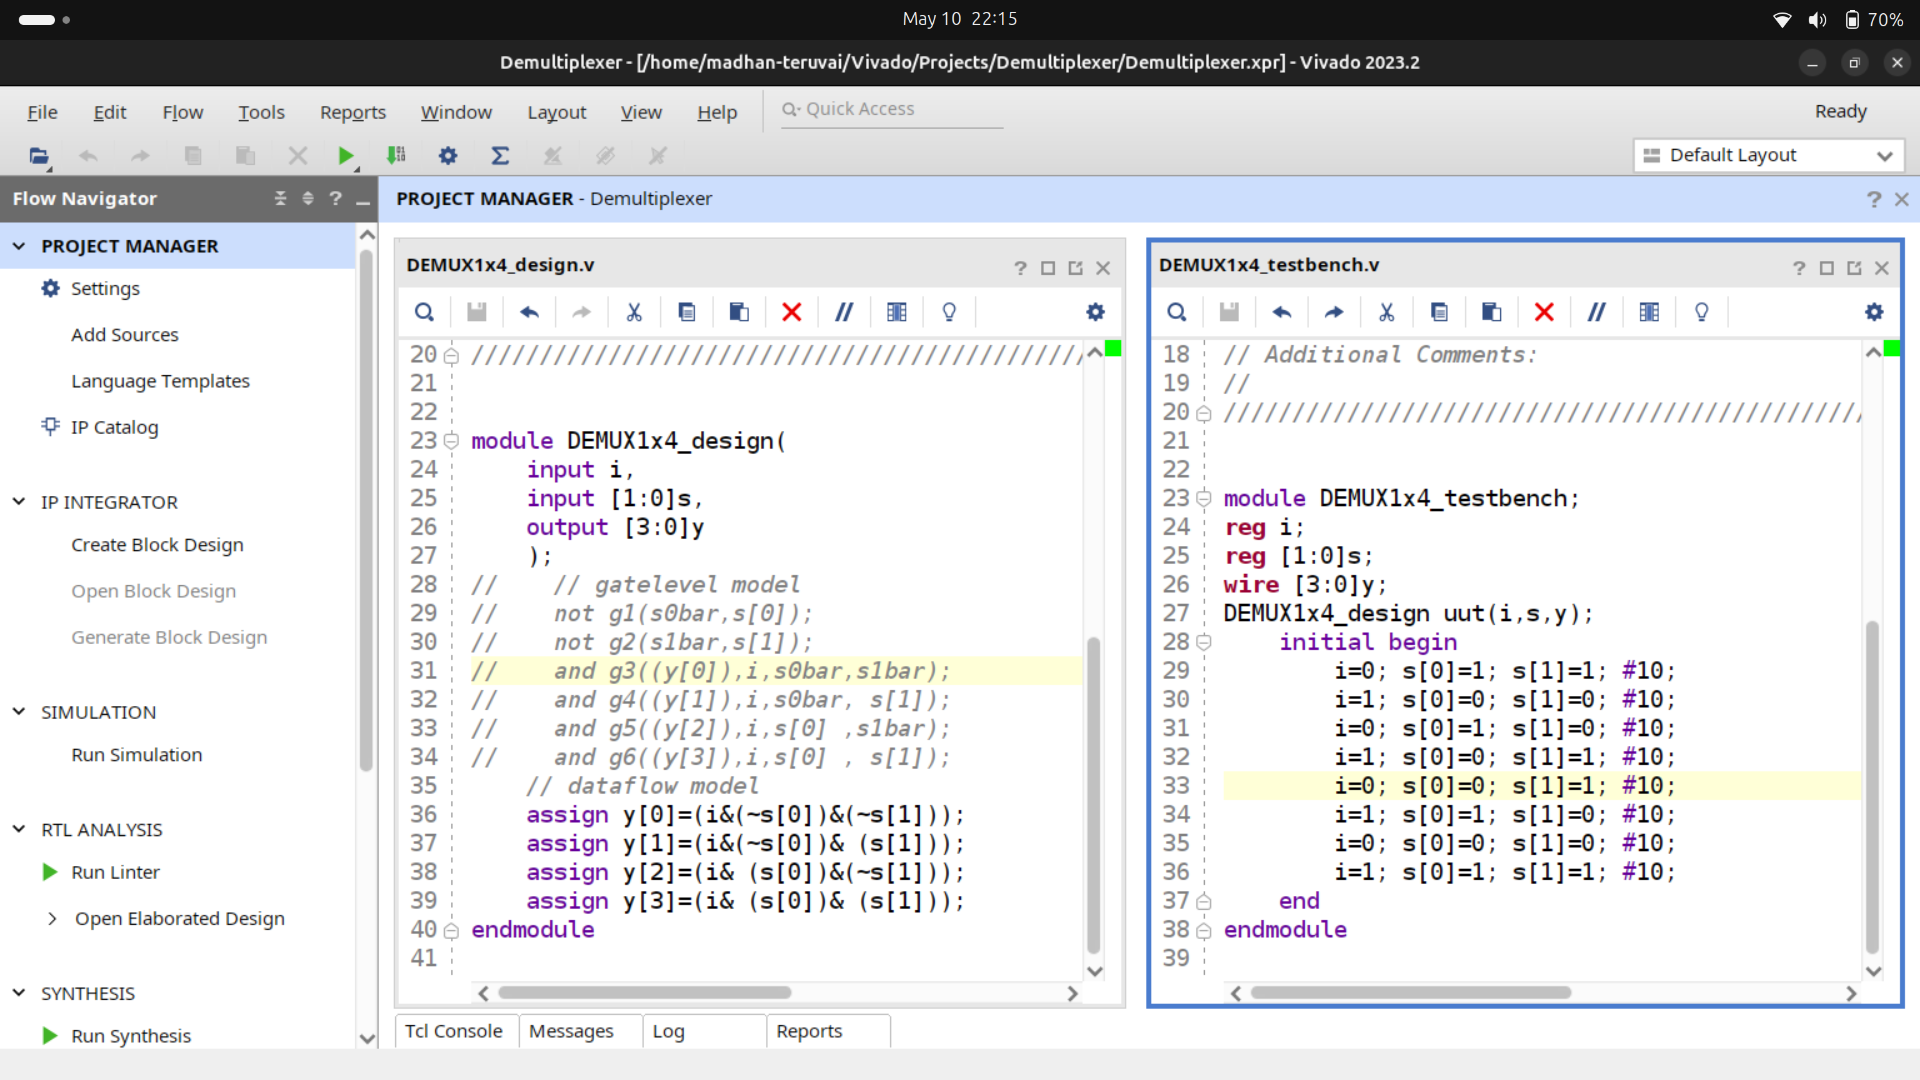 May 10 22:15
70%
Demultiplexer - [/home/madhan-teruvai/Vivado/Projects/Demultiplexer/Demultiplexer.xpr] - Vivado 2023.2
File Edit Flow Tools Reports Window Layout View Help Quick Access Ready
Default Layout
Flow Navigator
PROJECT MANAGER
Settings
Add Sources
Language Templates
IP Catalog
IP INTEGRATOR
Create Block Design
Open Block Design
Generate Block Design
SIMULATION
Run Simulation
RTL ANALYSIS
Run Linter
Open Elaborated Design
SYNTHESIS
Run Synthesis
PROJECT MANAGER - Demultiplexer
DEMUX1x4_design.v
20 /////////////////////////////////////////////
21
22
23 module DEMUX1x4_design(
24 input i,
25 input [1:0]s,
26 output [3:0]y
27 );
28 // // gatelevel model
29 // not g1(s0bar,s[0]);
30 // not g2(s1bar,s[1]);
31 // and g3((y[0]),i,s0bar,s1bar);
32 // and g4((y[1]),i,s0bar, s[1]);
33 // and g5((y[2]),i,s[0] ,s1bar);
34 // and g6((y[3]),i,s[0] , s[1]);
35 // dataflow model
36 assign y[0]=(i&(~s[0])&(~s[1]));
37 assign y[1]=(i&(~s[0])& (s[1]));
38 assign y[2]=(i& (s[0])&(~s[1]));
39 assign y[3]=(i& (s[0])& (s[1]));
40 endmodule
41
DEMUX1x4_testbench.v
18 // Additional Comments:
19 //
20 ///////////////////////////////////////////////
21
22
23 module DEMUX1x4_testbench;
24 reg i;
25 reg [1:0]s;
26 wire [3:0]y;
27 DEMUX1x4_design uut(i,s,y);
28 initial begin
29 i=0; s[0]=1; s[1]=1; #10;
30 i=1; s[0]=0; s[1]=0; #10;
31 i=0; s[0]=1; s[1]=0; #10;
32 i=1; s[0]=0; s[1]=1; #10;
33 i=0; s[0]=0; s[1]=1; #10;
34 i=1; s[0]=1; s[1]=0; #10;
35 i=0; s[0]=0; s[1]=0; #10;
36 i=1; s[0]=1; s[1]=1; #10;
37 end
38 endmodule
39
Tcl Console Messages Log Reports